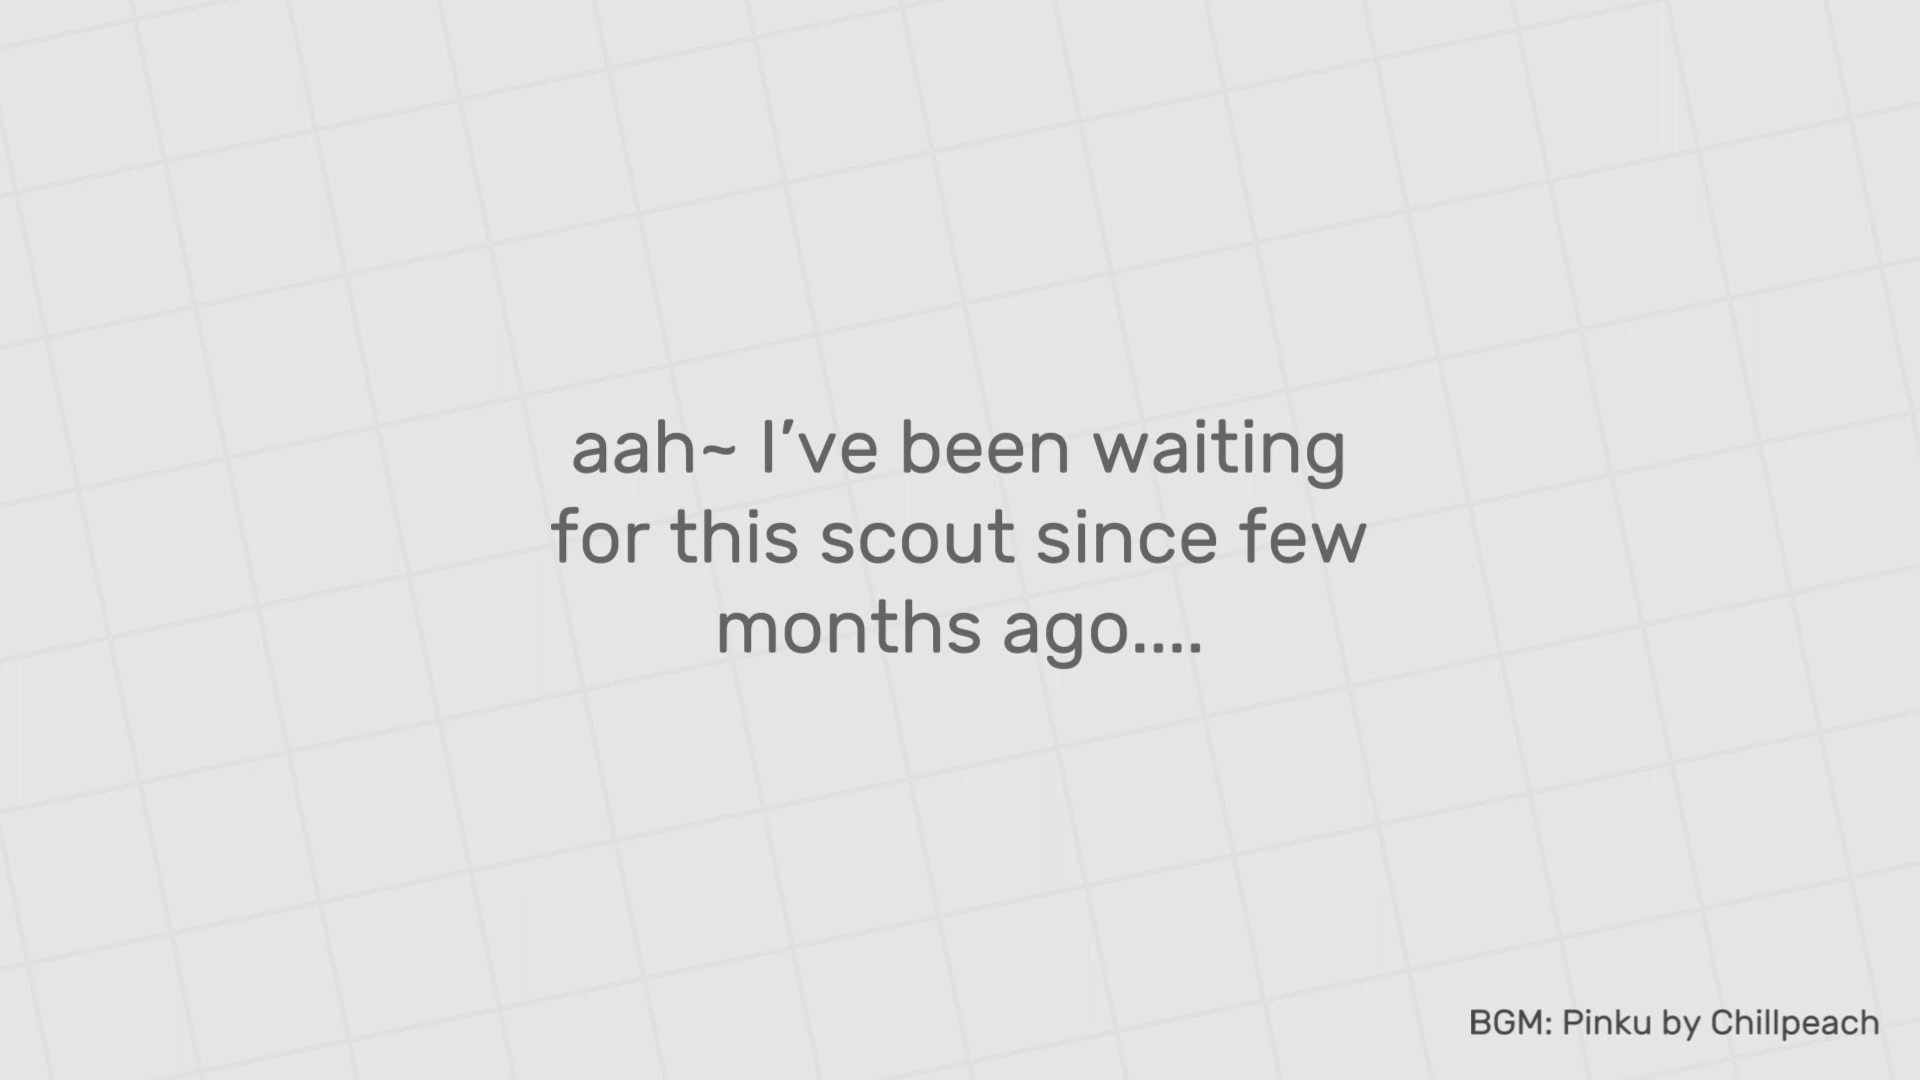 aah~ I've been waiting
for this scout since few
months ago....
BGM: Pinku by Chillpeach